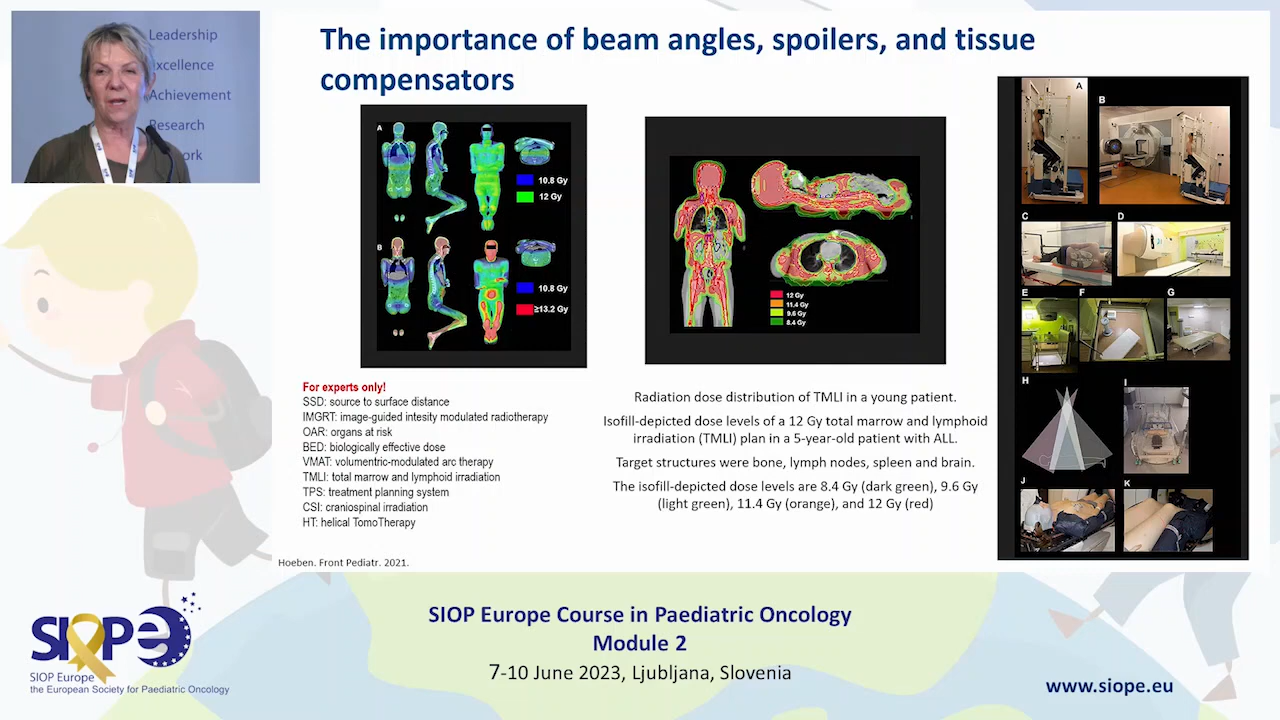 Leadership
Excellence
Achievement
Research
The importance of beam angles, spoilers, and tissue
compensators
A
10.8 Gy
12 Gy
B
10.8 Gy
≥13.2 Gy
12 Gy
11.4 Gy
9.6 Gy
8.4 Gy
A
B
C
D
E
F
G
H
I
J
K
For experts only!
SSD: source to surface distance
IMGRT: image-guided intesity modulated radiotherapy
OAR: organs at risk
BED: biologically effective dose
VMAT: volumentric-modulated arc therapy
TMLI: total marrow and lymphoid irradiation
TPS: treatment planning system
CSI: craniospinal irradiation
HT: helical TomoTherapy
Radiation dose distribution of TMLI in a young patient.
Isofill-depicted dose levels of a 12 Gy total marrow and lymphoid
irradiation (TMLI) plan in a 5-year-old patient with ALL.
Target structures were bone, lymph nodes, spleen and brain.
The isofill-depicted dose levels are 8.4 Gy (dark green), 9.6 Gy
(light green), 11.4 Gy (orange), and 12 Gy (red)
Hoeben. Front Pediatr. 2021.
SIOPe
SIOP Europe
the European Society for Paediatric Oncology
SIOP Europe Course in Paediatric Oncology
Module 2
7-10 June 2023, Ljubljana, Slovenia
www.siope.eu